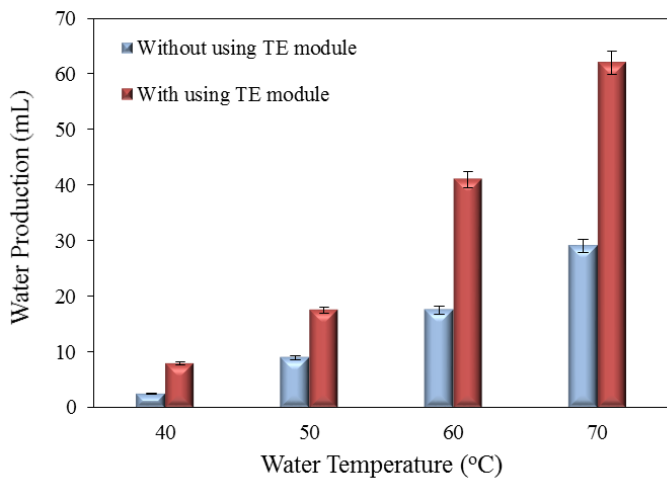 70
60
50
40
30
20
10
0
Water Production (mL)
Without using TE module
With using TE module
40 50 60 70
Water Temperature (ºC)